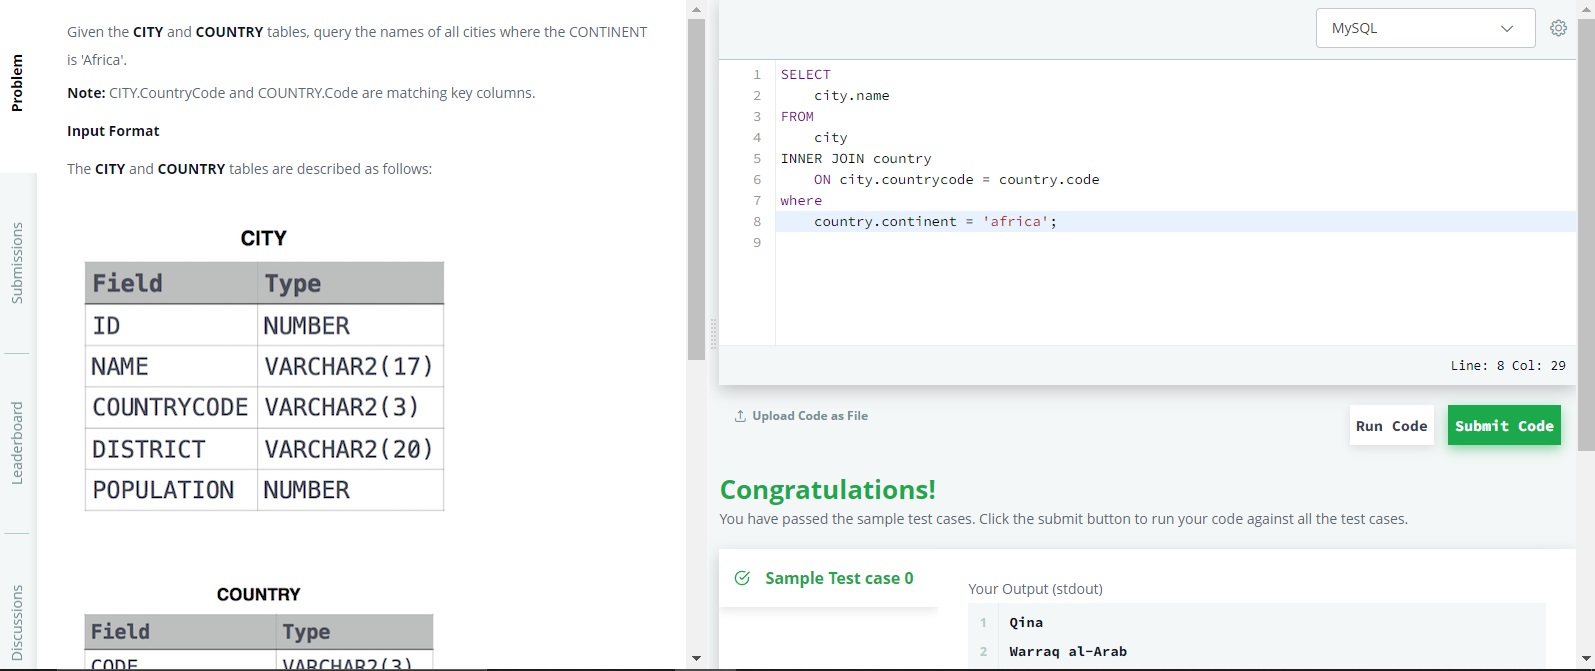 Problem
Submissions
Leaderboard
Discussions
Given the CITY and COUNTRY tables, query the names of all cities where the CONTINENT
is 'Africa'.
Note: CITY.CountryCode and COUNTRY.Code are matching key columns.
Input Format
The CITY and COUNTRY tables are described as follows:
CITY
Field Type
ID NUMBER
NAME VARCHAR2(17)
COUNTRYCODE VARCHAR2(3)
DISTRICT VARCHAR2(20)
POPULATION NUMBER
COUNTRY
Field Type
CODE VARCHAR2(3)
MySQL
1 SELECT
2 city.name
3 FROM
4 city
5 INNER JOIN country
6 ON city.countrycode = country.code
7 where
8 country.continent = 'africa';
9
Line: 8 Col: 29
Upload Code as File
Run Code
Submit Code
Congratulations!
You have passed the sample test cases. Click the submit button to run your code against all the test cases.
Sample Test case 0
Your Output (stdout)
1 Qina
2 Warraq al-Arab